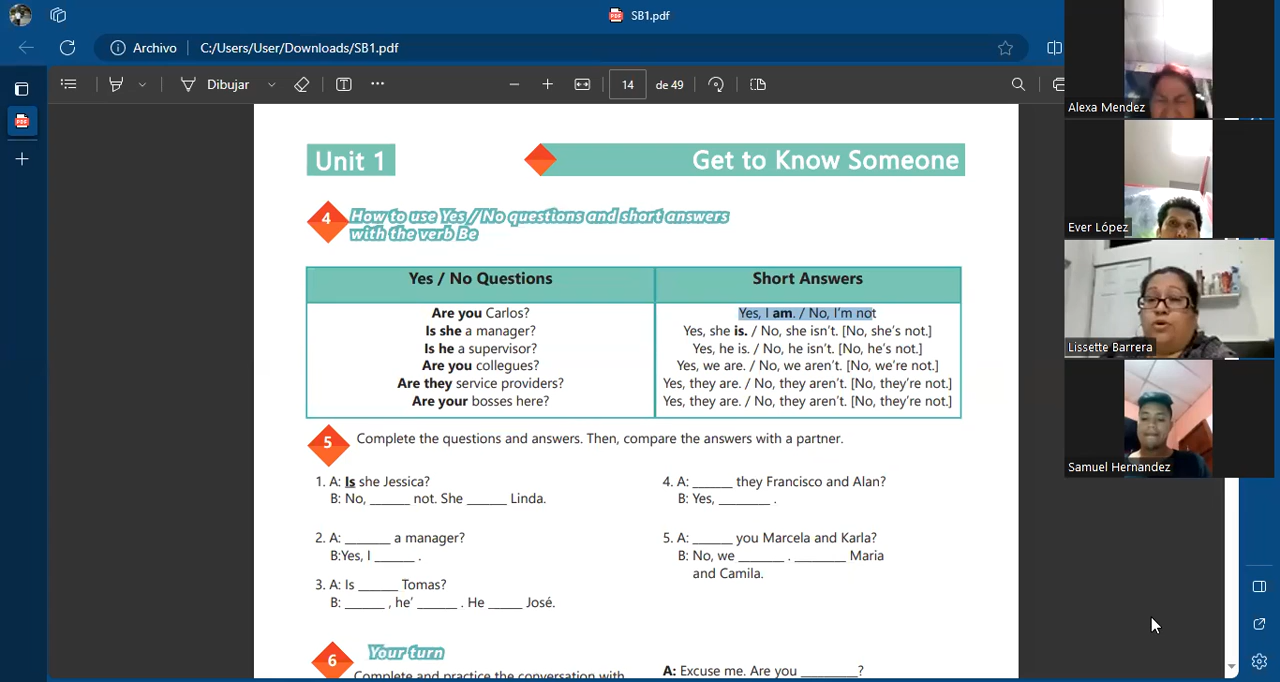 SB1.pdf
Archivo C:/Users/User/Downloads/SB1.pdf
Dibujar 14 de 49
Unit 1
Get to Know Someone
4 How to use Yes / No questions and short answers
with the verb Be
Yes / No Questions Short Answers
Are you Carlos? Yes, I am. / No, I'm not
Is she a manager? Yes, she is. / No, she isn't. [No, she's not.]
Is he a supervisor? Yes, he is. / No, he isn't. [No, he's not.]
Are you collegues? Yes, we are. / No, we aren't. [No, we're not.]
Are they service providers? Yes, they are. / No, they aren't. [No, they're not.]
Are your bosses here? Yes, they are. / No, they aren't. [No, they're not.]
5 Complete the questions and answers. Then, compare the answers with a partner.
1. A: Is she Jessica?
B: No, ______ not. She ______ Linda.
2. A: _______ a manager?
B:Yes, I ______ .
3. A: Is ______ Tomas?
B: ______ , he' ______ . He _____ José.
4. A: ______ they Francisco and Alan?
B: Yes, ________ .
5. A: ______ you Marcela and Karla?
B: No, we _______ . ________ Maria
and Camila.
6 Your turn
Complete and practice the conversation with
A: Excuse me. Are you _________?
Alexa Mendez
Ever López
Lissette Barrera
Samuel Hernandez